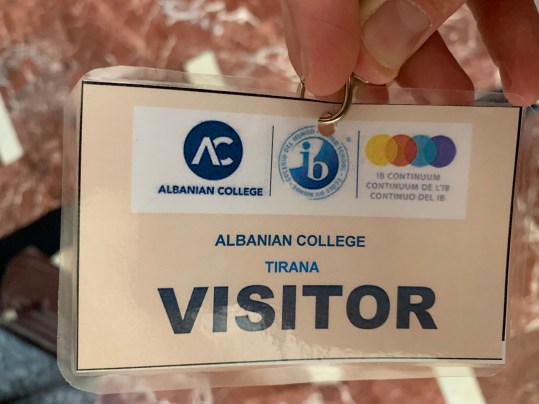 AC
ALBANIAN COLLEGE
ib
IB CONTINUUM
CONTINUUM DE L'IB
CONTINUO DEL IB
ALBANIAN COLLEGE
TIRANA
VISITOR